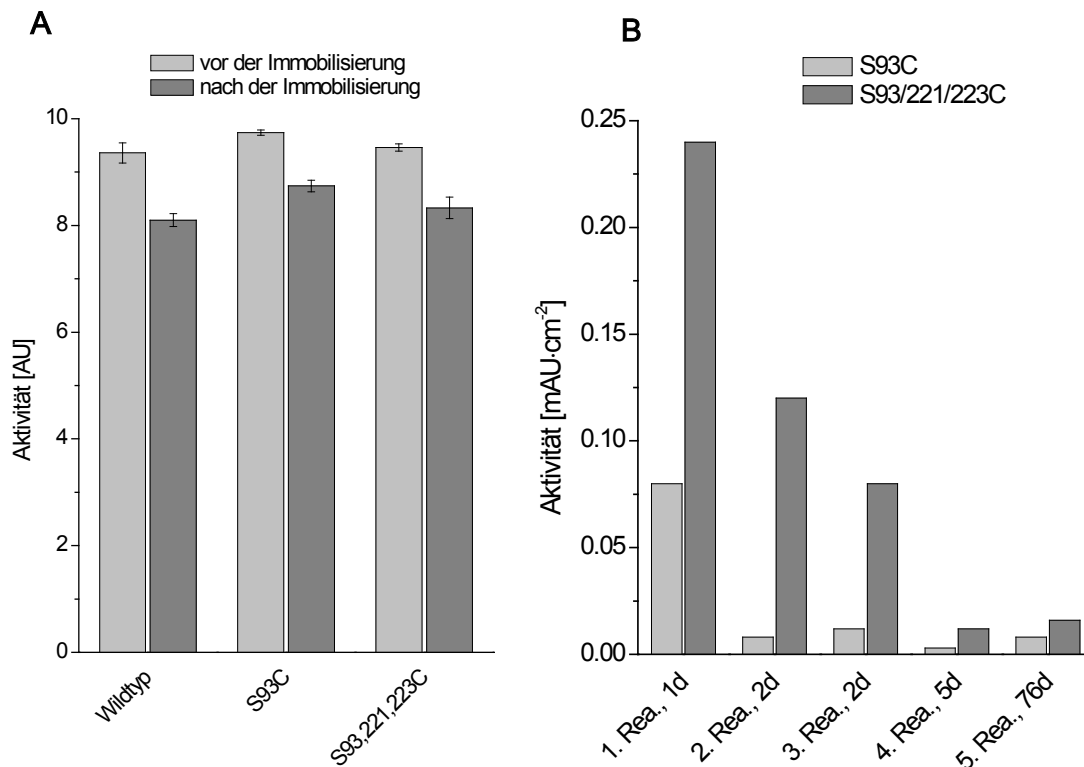 A
vor der Immobilisierung
nach der Immobilisierung
10
8
6
4
2
0
Aktivität [AU]
Wildtyp
S93C
S93,221,223C
B
S93C
S93/221/223C
0.25
0.20
0.15
0.10
0.05
0.00
Aktivität [mAU·cm⁻²]
1. Rea., 1d
2. Rea., 2d
3. Rea., 2d
4. Rea., 5d
5. Rea., 76d